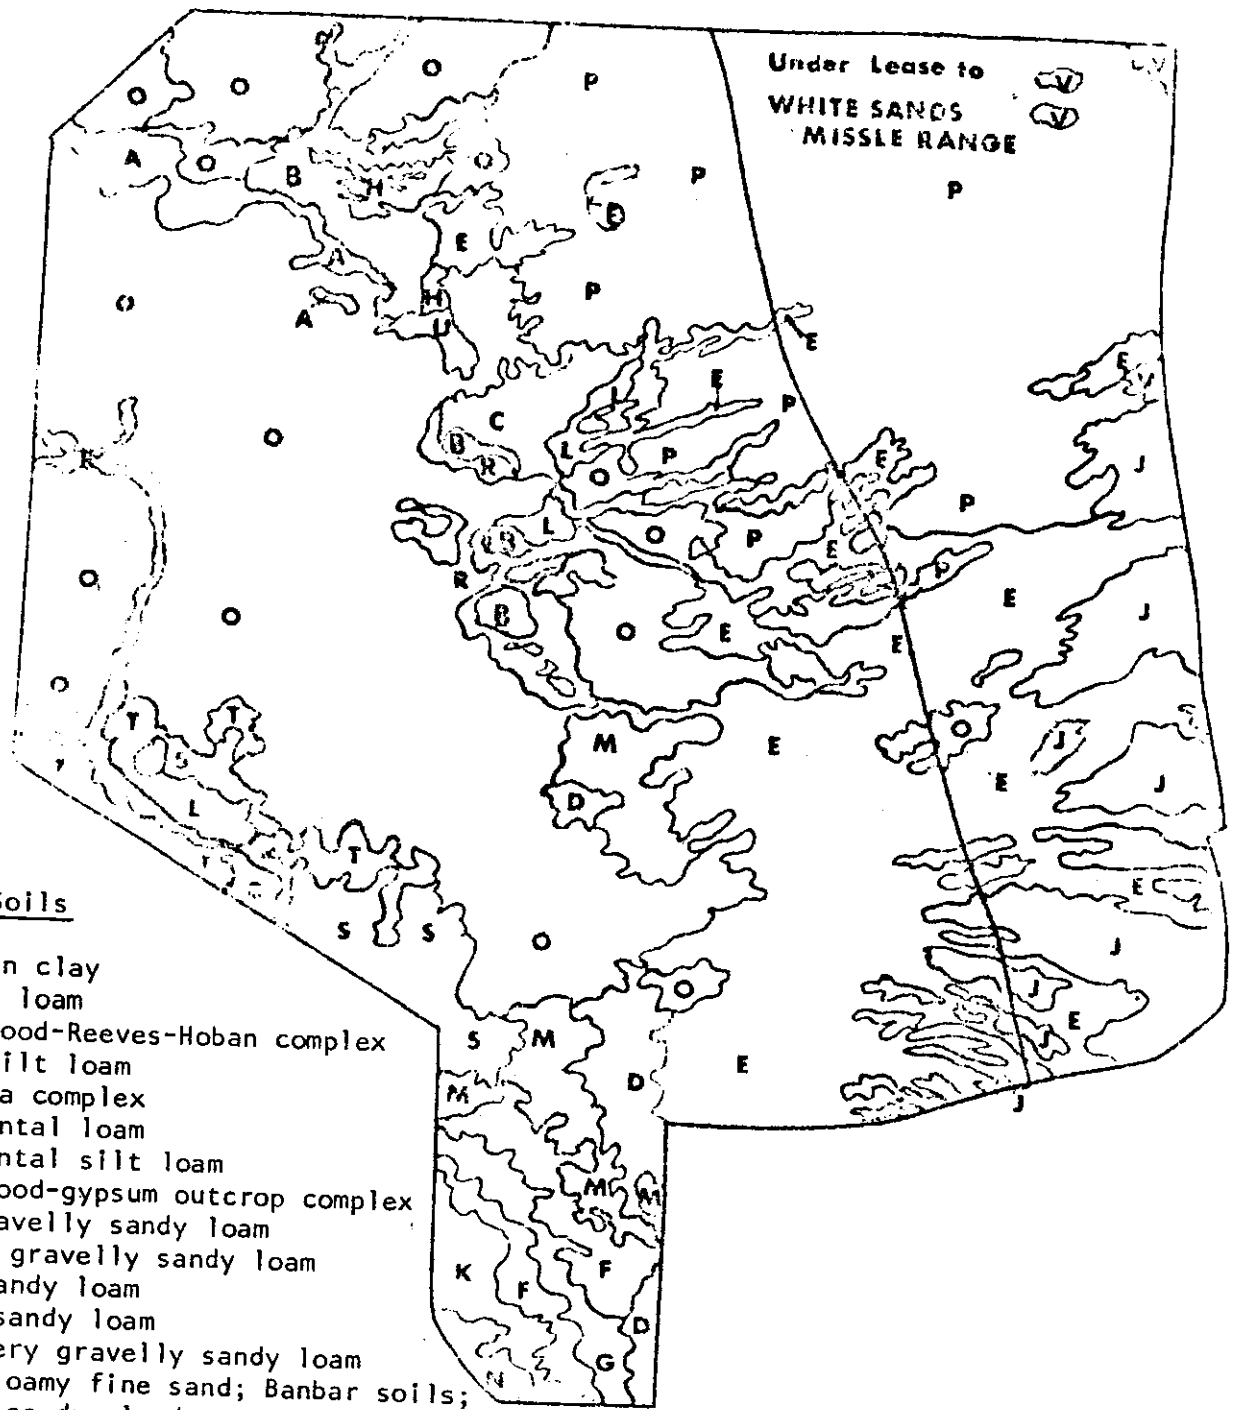 Under Lease to
WHITE SANDS
MISSLE RANGE
V
V
V
O
O
O
P
A
O
B
H
O
P
P
E
E
A
O
A
H
U
P
E
E
V
L
E
P
C
B
R
L
P
O
E
J
O
R
P
L
B
O
P
E
R
P
E
J
O
B
O
O
E
E
O
T
T
S
M
E
O
E
J
J
L
D
T
T
E
S
S
O
J
O
J
E
S
M
D
E
J
M
M
M
K
F
F
D
G
N
Soils
n clay
loam
ood-Reeves-Hoban complex
ilt loam
a complex
ntal loam
ntal silt loam
ood-gypsum outcrop complex
avelly sandy loam
gravelly sandy loam
andy loam
sandy loam
ery gravelly sandy loam
oamy fine sand; Banbar soils;